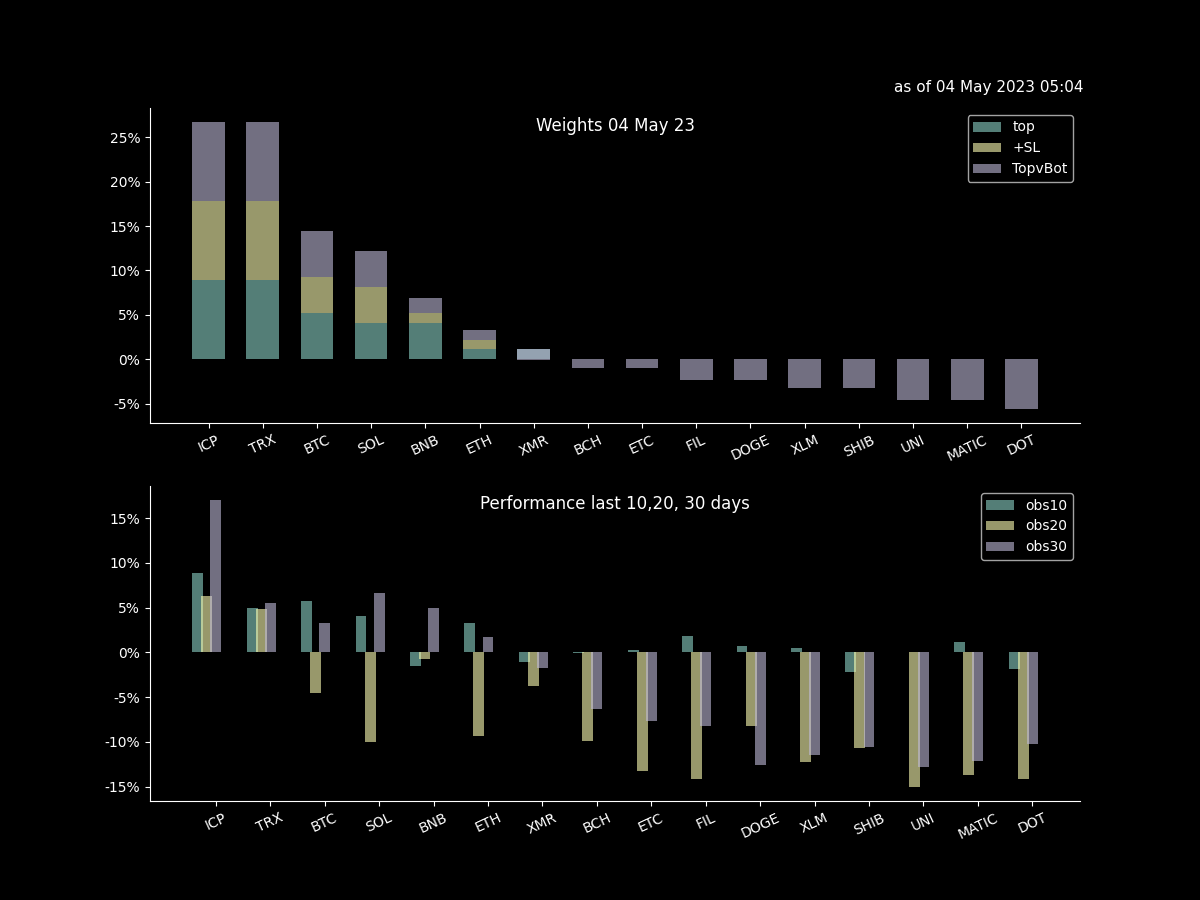 as of 04 May 2023 05:04
Weights 04 May 23
top
+SL
TopvBot
25%
20%
15%
10%
5%
0%
-5%
ICP TRX BTC SOL BNB ETH XMR BCH ETC FIL DOGE XLM SHIB UNI MATIC DOT
Performance last 10,20, 30 days
obs10
obs20
obs30
15%
10%
5%
0%
-5%
-10%
-15%
ICP TRX BTC SOL BNB ETH XMR BCH ETC FIL DOGE XLM SHIB UNI MATIC DOT